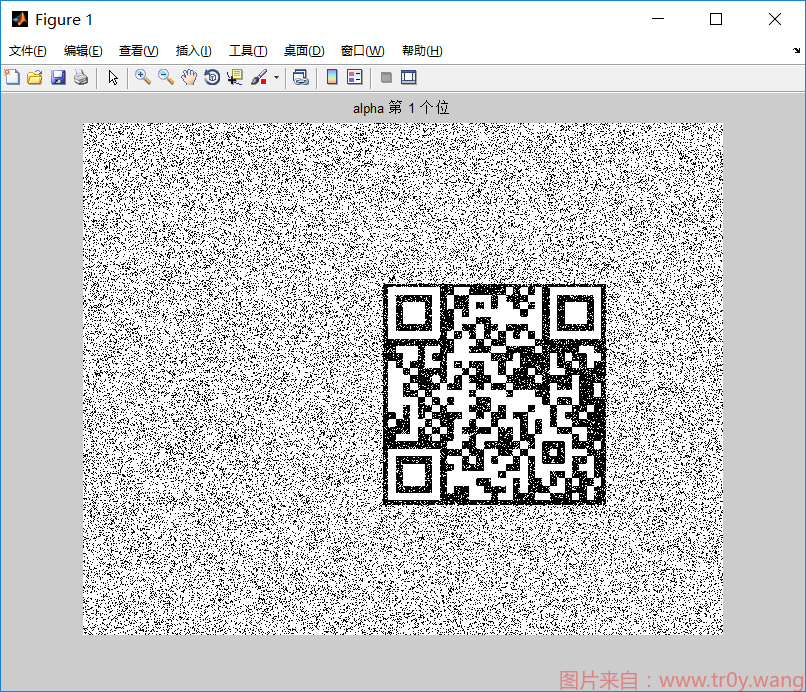 Figure 1
文件(F) 编辑(E) 查看(V) 插入(I) 工具(T) 桌面(D) 窗口(W) 帮助(H)
alpha 第 1 个位
图片来自：www.tr0y.wang